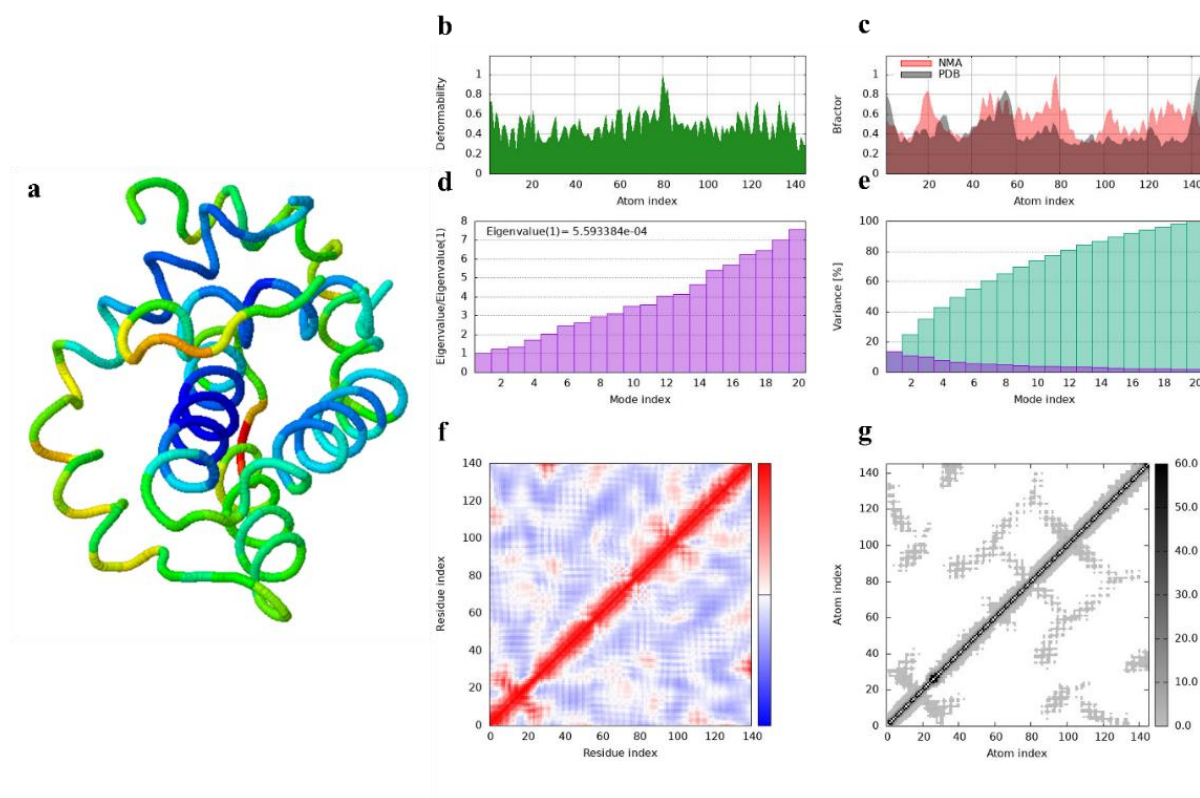 a
b
1
0.8
0.6
0.4
0.2
0
Deformability
20 40 60 80 100 120 140
Atom index
c
NMA
PDB
1
0.8
0.6
0.4
0.2
0
Bfactor
20 40 60 80 100 120 140
Atom index
d
Eigenvalue(1)= 5.593384e-04
8
7
6
5
4
3
2
1
0
Eigenvalue/Eigenvalue(1)
2 4 6 8 10 12 14 16 18 20
Mode index
e
100
80
60
40
20
0
Variance [%]
2 4 6 8 10 12 14 16 18 20
Mode index
f
140
120
100
80
60
40
20
0
Residue index
0 20 40 60 80 100 120 140
Residue index
g
140
120
100
80
60
40
20
0
Atom index
0 20 40 60 80 100 120 140
Atom index
60.0
50.0
40.0
30.0
20.0
10.0
0.0